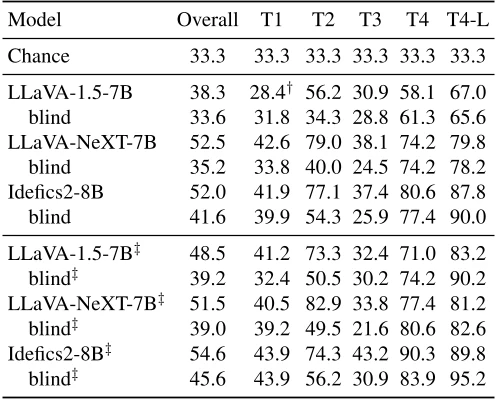 Model Overall T1 T2 T3 T4 T4-L
Chance 33.3 33.3 33.3 33.3 33.3 33.3
LLaVA-1.5-7B 38.3 28.4† 56.2 30.9 58.1 67.0
blind 33.6 31.8 34.3 28.8 61.3 65.6
LLaVA-NeXT-7B 52.5 42.6 79.0 38.1 74.2 79.8
blind 35.2 33.8 40.0 24.5 74.2 78.2
Idefics2-8B 52.0 41.9 77.1 37.4 80.6 87.8
blind 41.6 39.9 54.3 25.9 77.4 90.0
LLaVA-1.5-7B‡ 48.5 41.2 73.3 32.4 71.0 83.2
blind‡ 39.2 32.4 50.5 30.2 74.2 90.2
LLaVA-NeXT-7B‡ 51.5 40.5 82.9 33.8 77.4 81.2
blind‡ 39.0 39.2 49.5 21.6 80.6 82.6
Idefics2-8B‡ 54.6 43.9 74.3 43.2 90.3 89.8
blind‡ 45.6 43.9 56.2 30.9 83.9 95.2